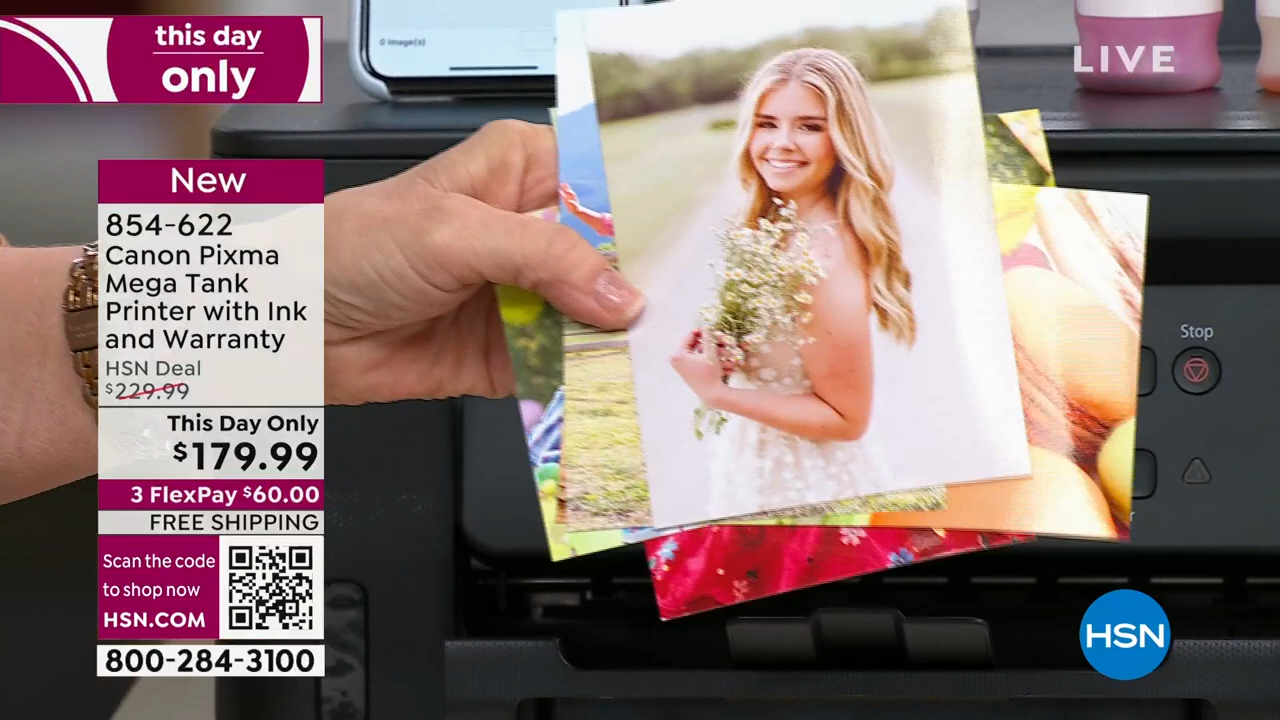 this day
only
0 image(s)
LIVE
New
854-622
Canon Pixma
Mega Tank
Printer with Ink
and Warranty
HSN Deal
$229.99
This Day Only
$179.99
3 FlexPay $60.00
FREE SHIPPING
Scan the code
to shop now
HSN.COM
800-284-3100
Stop
HSN